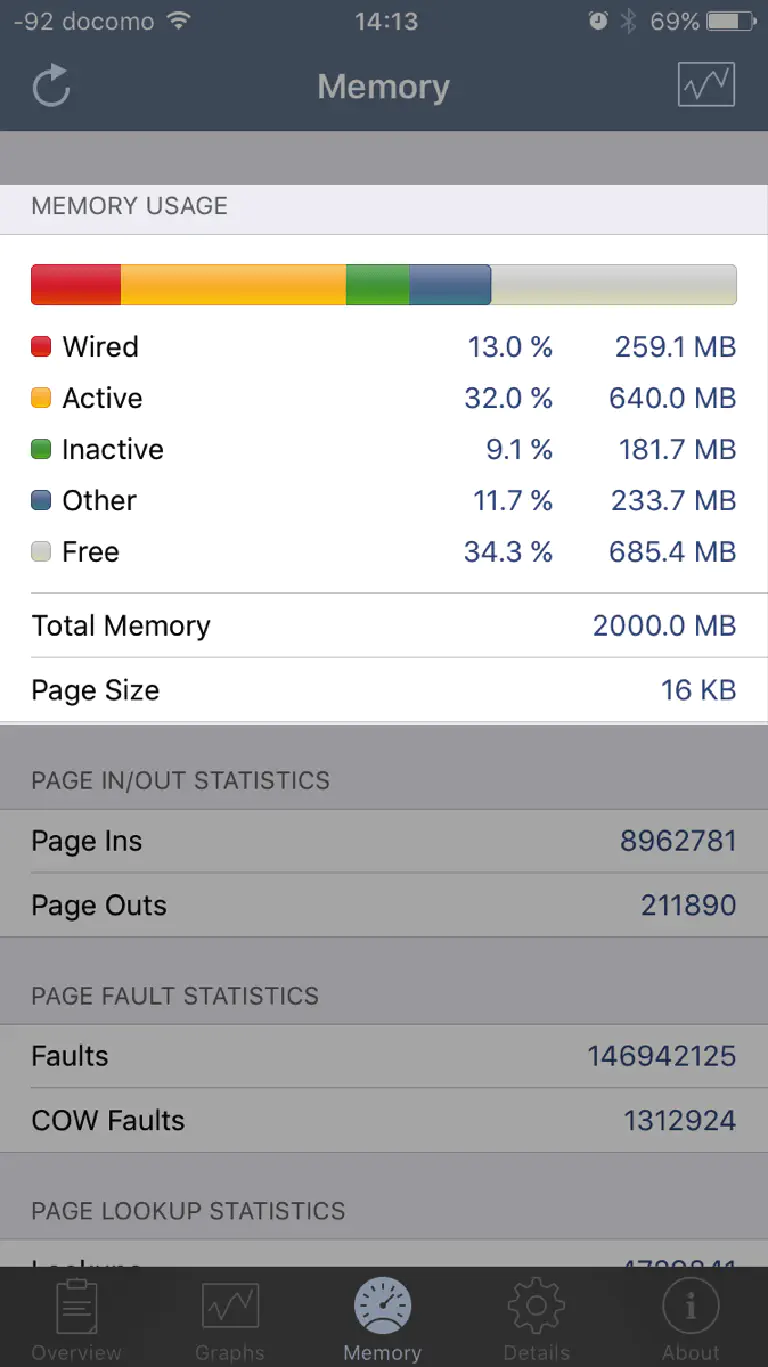 -92 docomo 14:13 69%
Memory
MEMORY USAGE
Wired 13.0 % 259.1 MB
Active 32.0 % 640.0 MB
Inactive 9.1 % 181.7 MB
Other 11.7 % 233.7 MB
Free 34.3 % 685.4 MB
Total Memory 2000.0 MB
Page Size 16 KB
PAGE IN/OUT STATISTICS
Page Ins 8962781
Page Outs 211890
PAGE FAULT STATISTICS
Faults 146942125
COW Faults 1312924
PAGE LOOKUP STATISTICS
Lookups
Overview Graphs Memory Details About